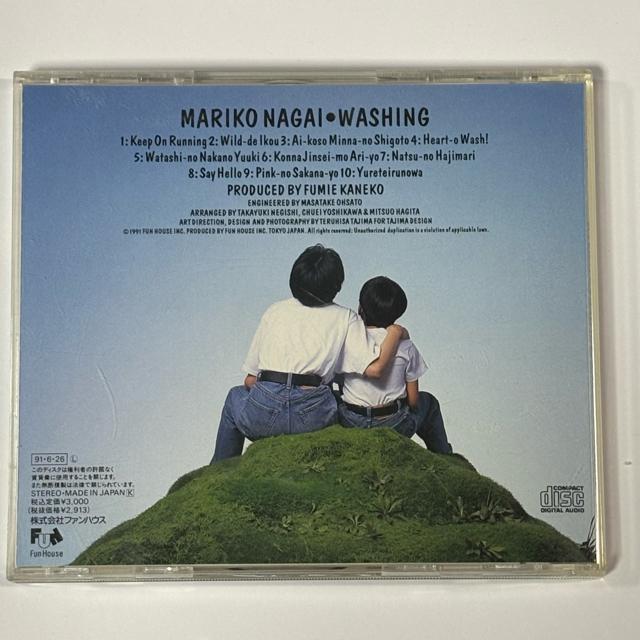 MARIKO NAGAI•WASHING
1: Keep On Running 2: Wild-de Ikou 3: Ai-koso Minna-no Shigoto 4: Heart-o Wash!
5: Watashi-no Nakano Yuuki 6: Konna Jinsei-mo Ari-yo 7: Natsu-no Hajimari
8: Say Hello 9: Pink-no Sakana-yo 10: Yureteirunowa
PRODUCED BY FUMIE KANEKO
ENGINEERED BY MASATAKE OHSATO
ARRANGED BY TAKAYUKI NEGISHI, CHUEI YOSHIKAWA & MITSUO HAGITA
ART DIRECTION, DESIGN AND PHOTOGRAPHY BY TERUHISA TAJIMA FOR TAJIMA DESIGN
© 1991 FUN HOUSE INC. PRODUCED BY FUN HOUSE INC. TOKYO JAPAN. All rights reserved: Unauthorized duplication is a violation of applicable laws.
91·6·26 Ⓛ
このディスクは権利者の許諾なく
賃貸業に使用することを禁じます。
また無断複製は法律で禁じられています。
STEREO・MADE IN JAPAN K
税込定価¥3,000
(税抜価格¥2,913)
株式会社ファンハウス
FUN
Fun House
COMPACT
disc
DIGITAL AUDIO